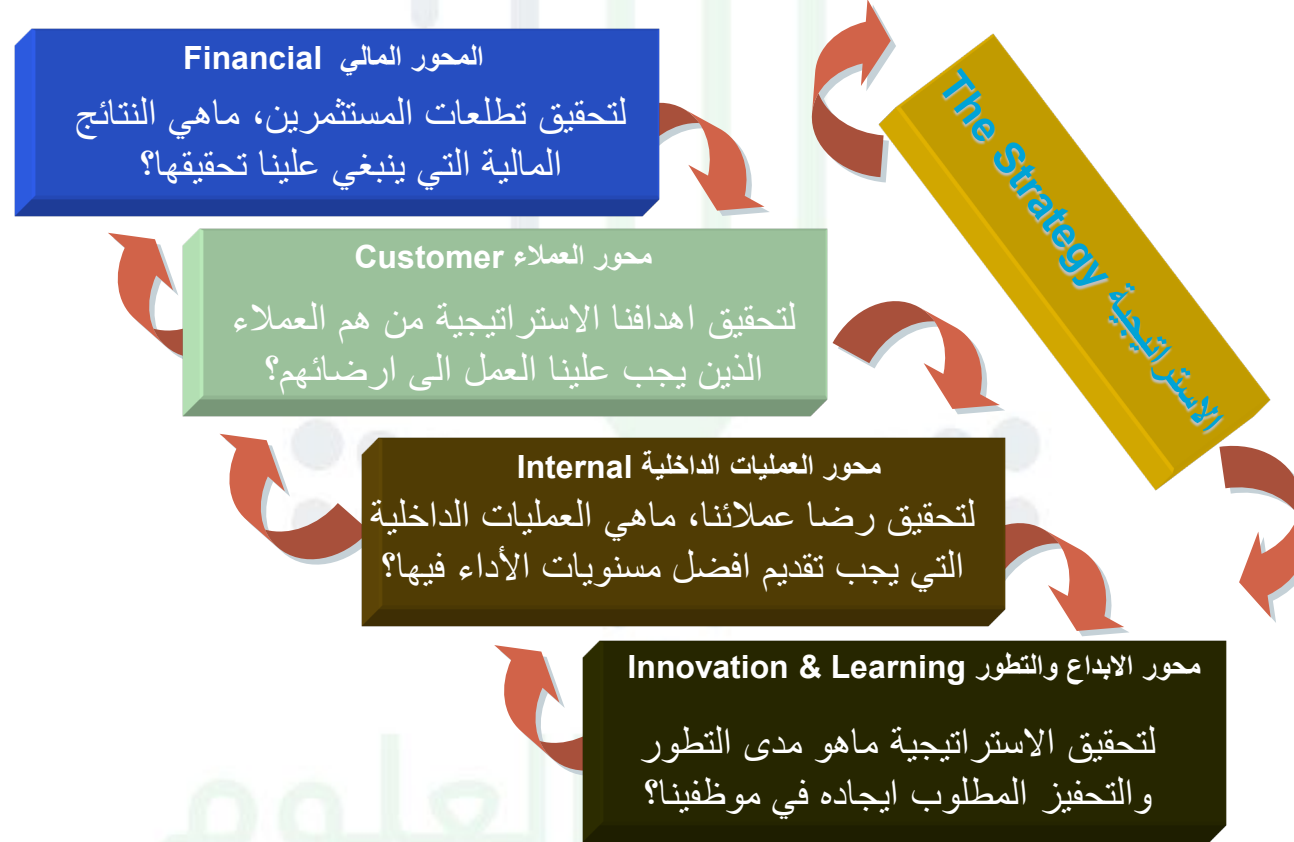 المحور المالي Financial
لتحقيق تطلعات المستثمرين، ماهي النتائج
المالية التي ينبغي علينا تحقيقها؟
الاستراتيجية The Strategy
محور العملاء Customer
لتحقيق اهدافنا الاستراتيجية من هم العملاء
الذين يجب علينا العمل الى ارضائهم؟
محور العمليات الداخلية Internal
لتحقيق رضا عملائنا، ماهي العمليات الداخلية
التي يجب تقديم افضل مسنويات الأداء فيها؟
محور الابداع والتطور Innovation & Learning
لتحقيق الاستراتيجية ماهو مدى التطور
والتحفيز المطلوب ايجاده في موظفينا؟
العلوم